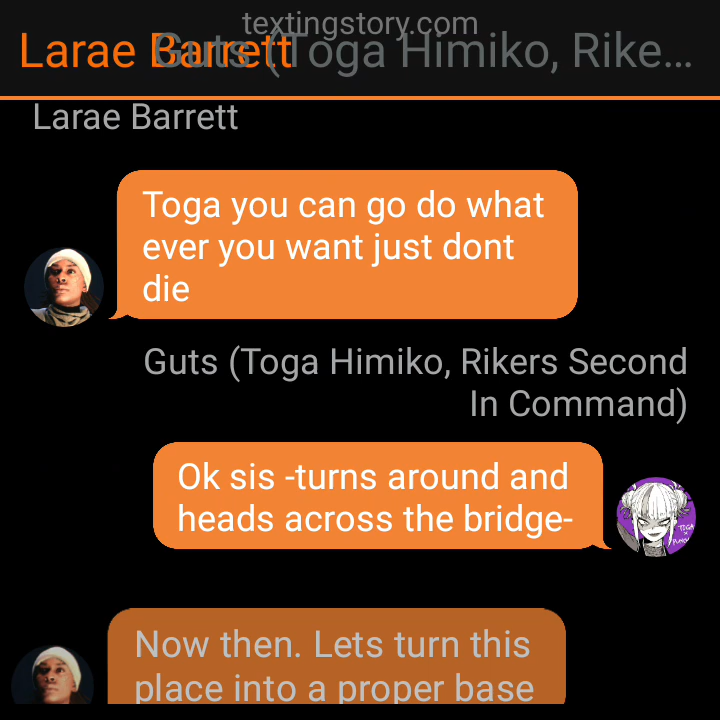 textingstory.com
Larae Barrett
Guts (Toga Himiko, Rike...
Larae Barrett
Toga you can go do what
ever you want just dont
die
Guts (Toga Himiko, Rikers Second
In Command)
Ok sis -turns around and
heads across the bridge-
TOGA
Now then. Lets turn this
place into a proper base